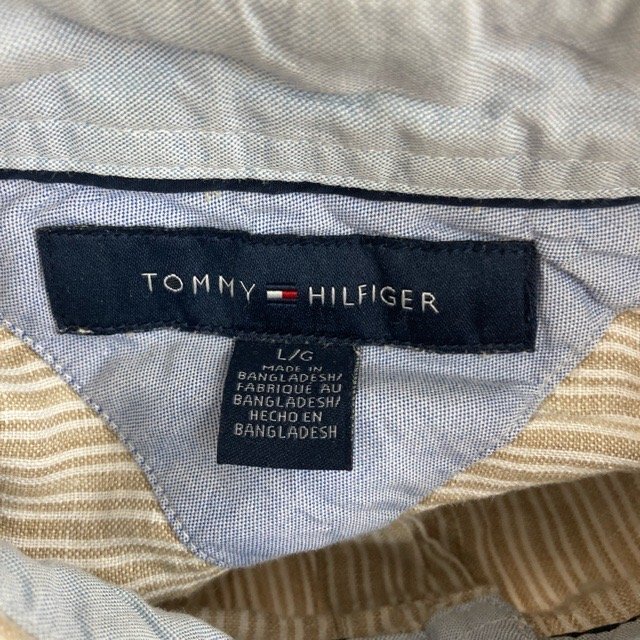 TOMMY HILFIGER
L/G
MADE IN
BANGLADESH/
FABRIQUE AU
BANGLADESH/
HECHO EN
BANGLADESH